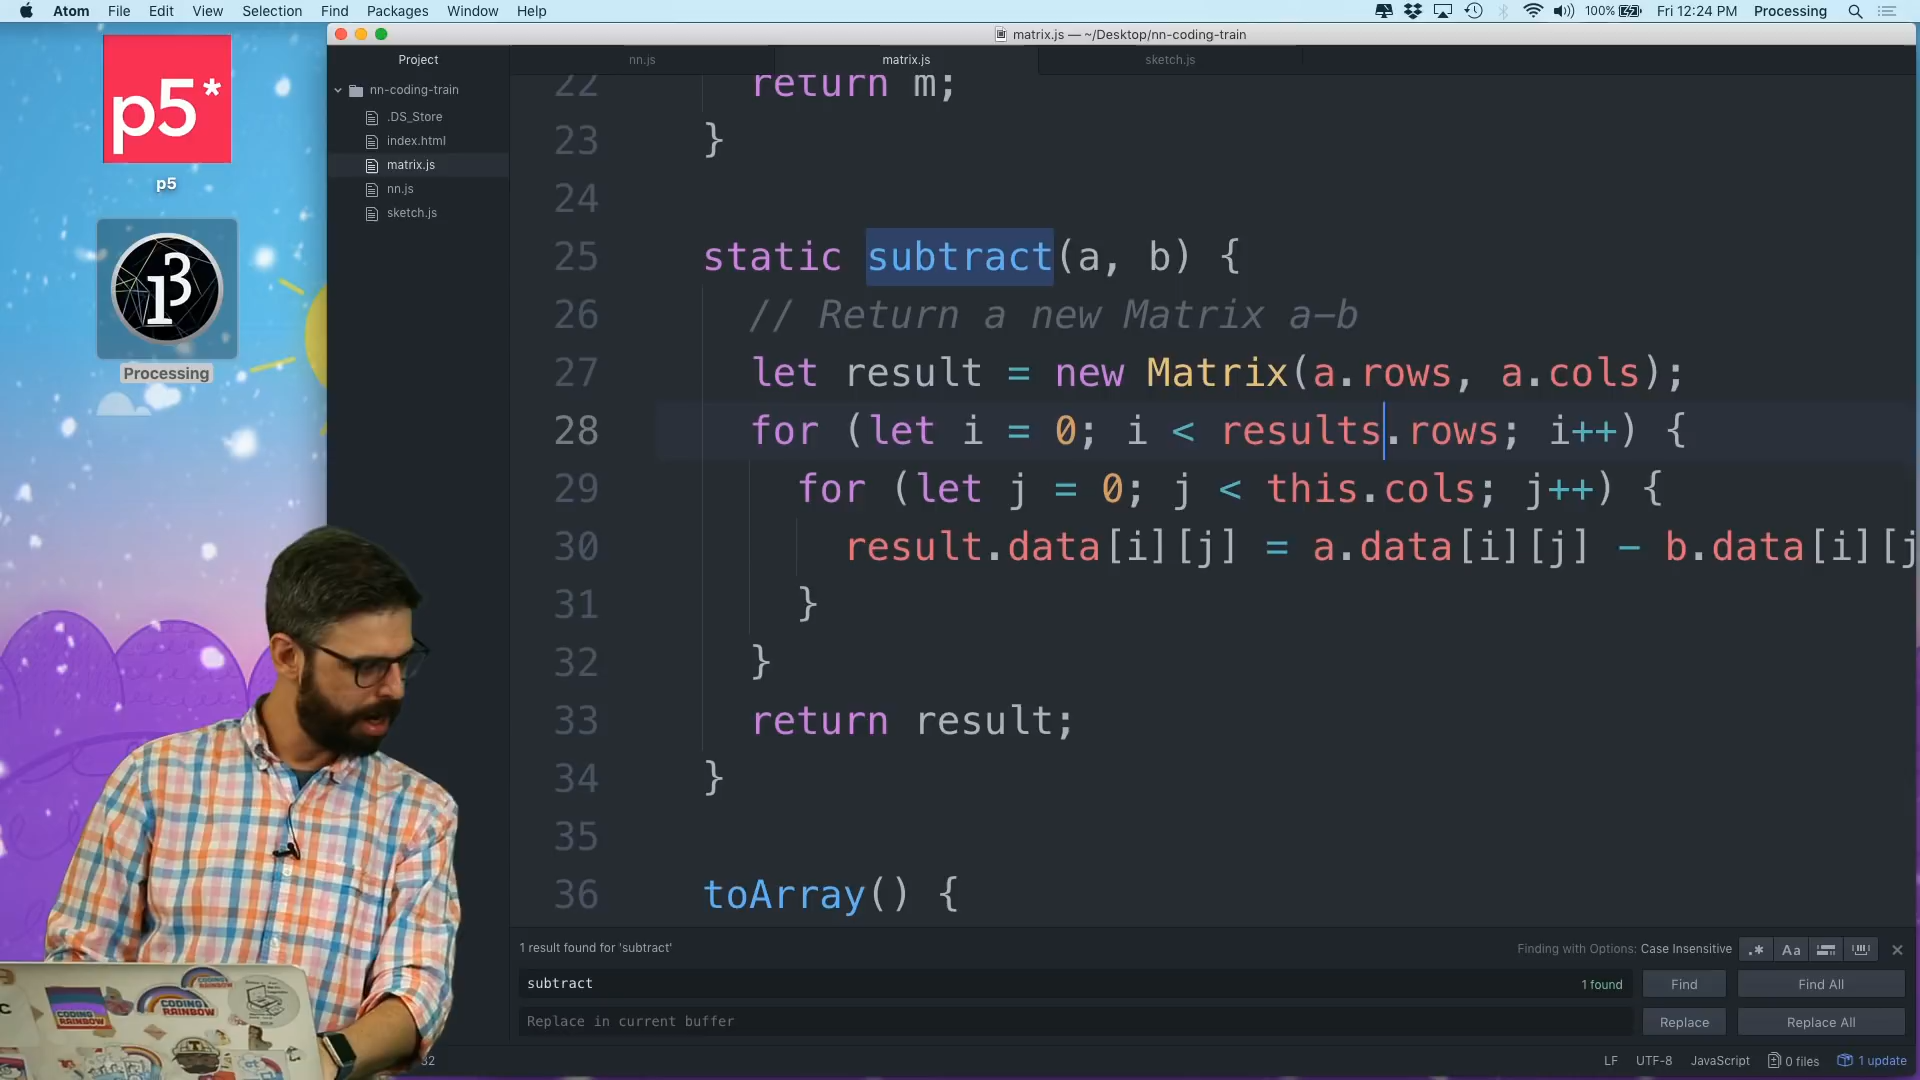 Atom File Edit View Selection Find Packages Window Help
100% Fri 12:24 PM Processing
matrix.js — ~/Desktop/nn-coding-train
p5*
p5
Processing
Project
nn-coding-train
.DS_Store
index.html
matrix.js
nn.js
sketch.js
nn.js matrix.js sketch.js
22 return m;
23 }
24
25 static subtract(a, b) {
26 // Return a new Matrix a-b
27 let result = new Matrix(a.rows, a.cols);
28 for (let i = 0; i < results.rows; i++) {
29 for (let j = 0; j < this.cols; j++) {
30 result.data[i][j] = a.data[i][j] - b.data[i][j
31 }
32 }
33 return result;
34 }
35
36 toArray() {
1 result found for 'subtract' Finding with Options: Case Insensitive .* Aa
subtract 1 found Find Find All
Replace in current buffer Replace Replace All
32 LF UTF-8 JavaScript 0 files 1 update
CODING RAINBOW
CODING RAINBOW